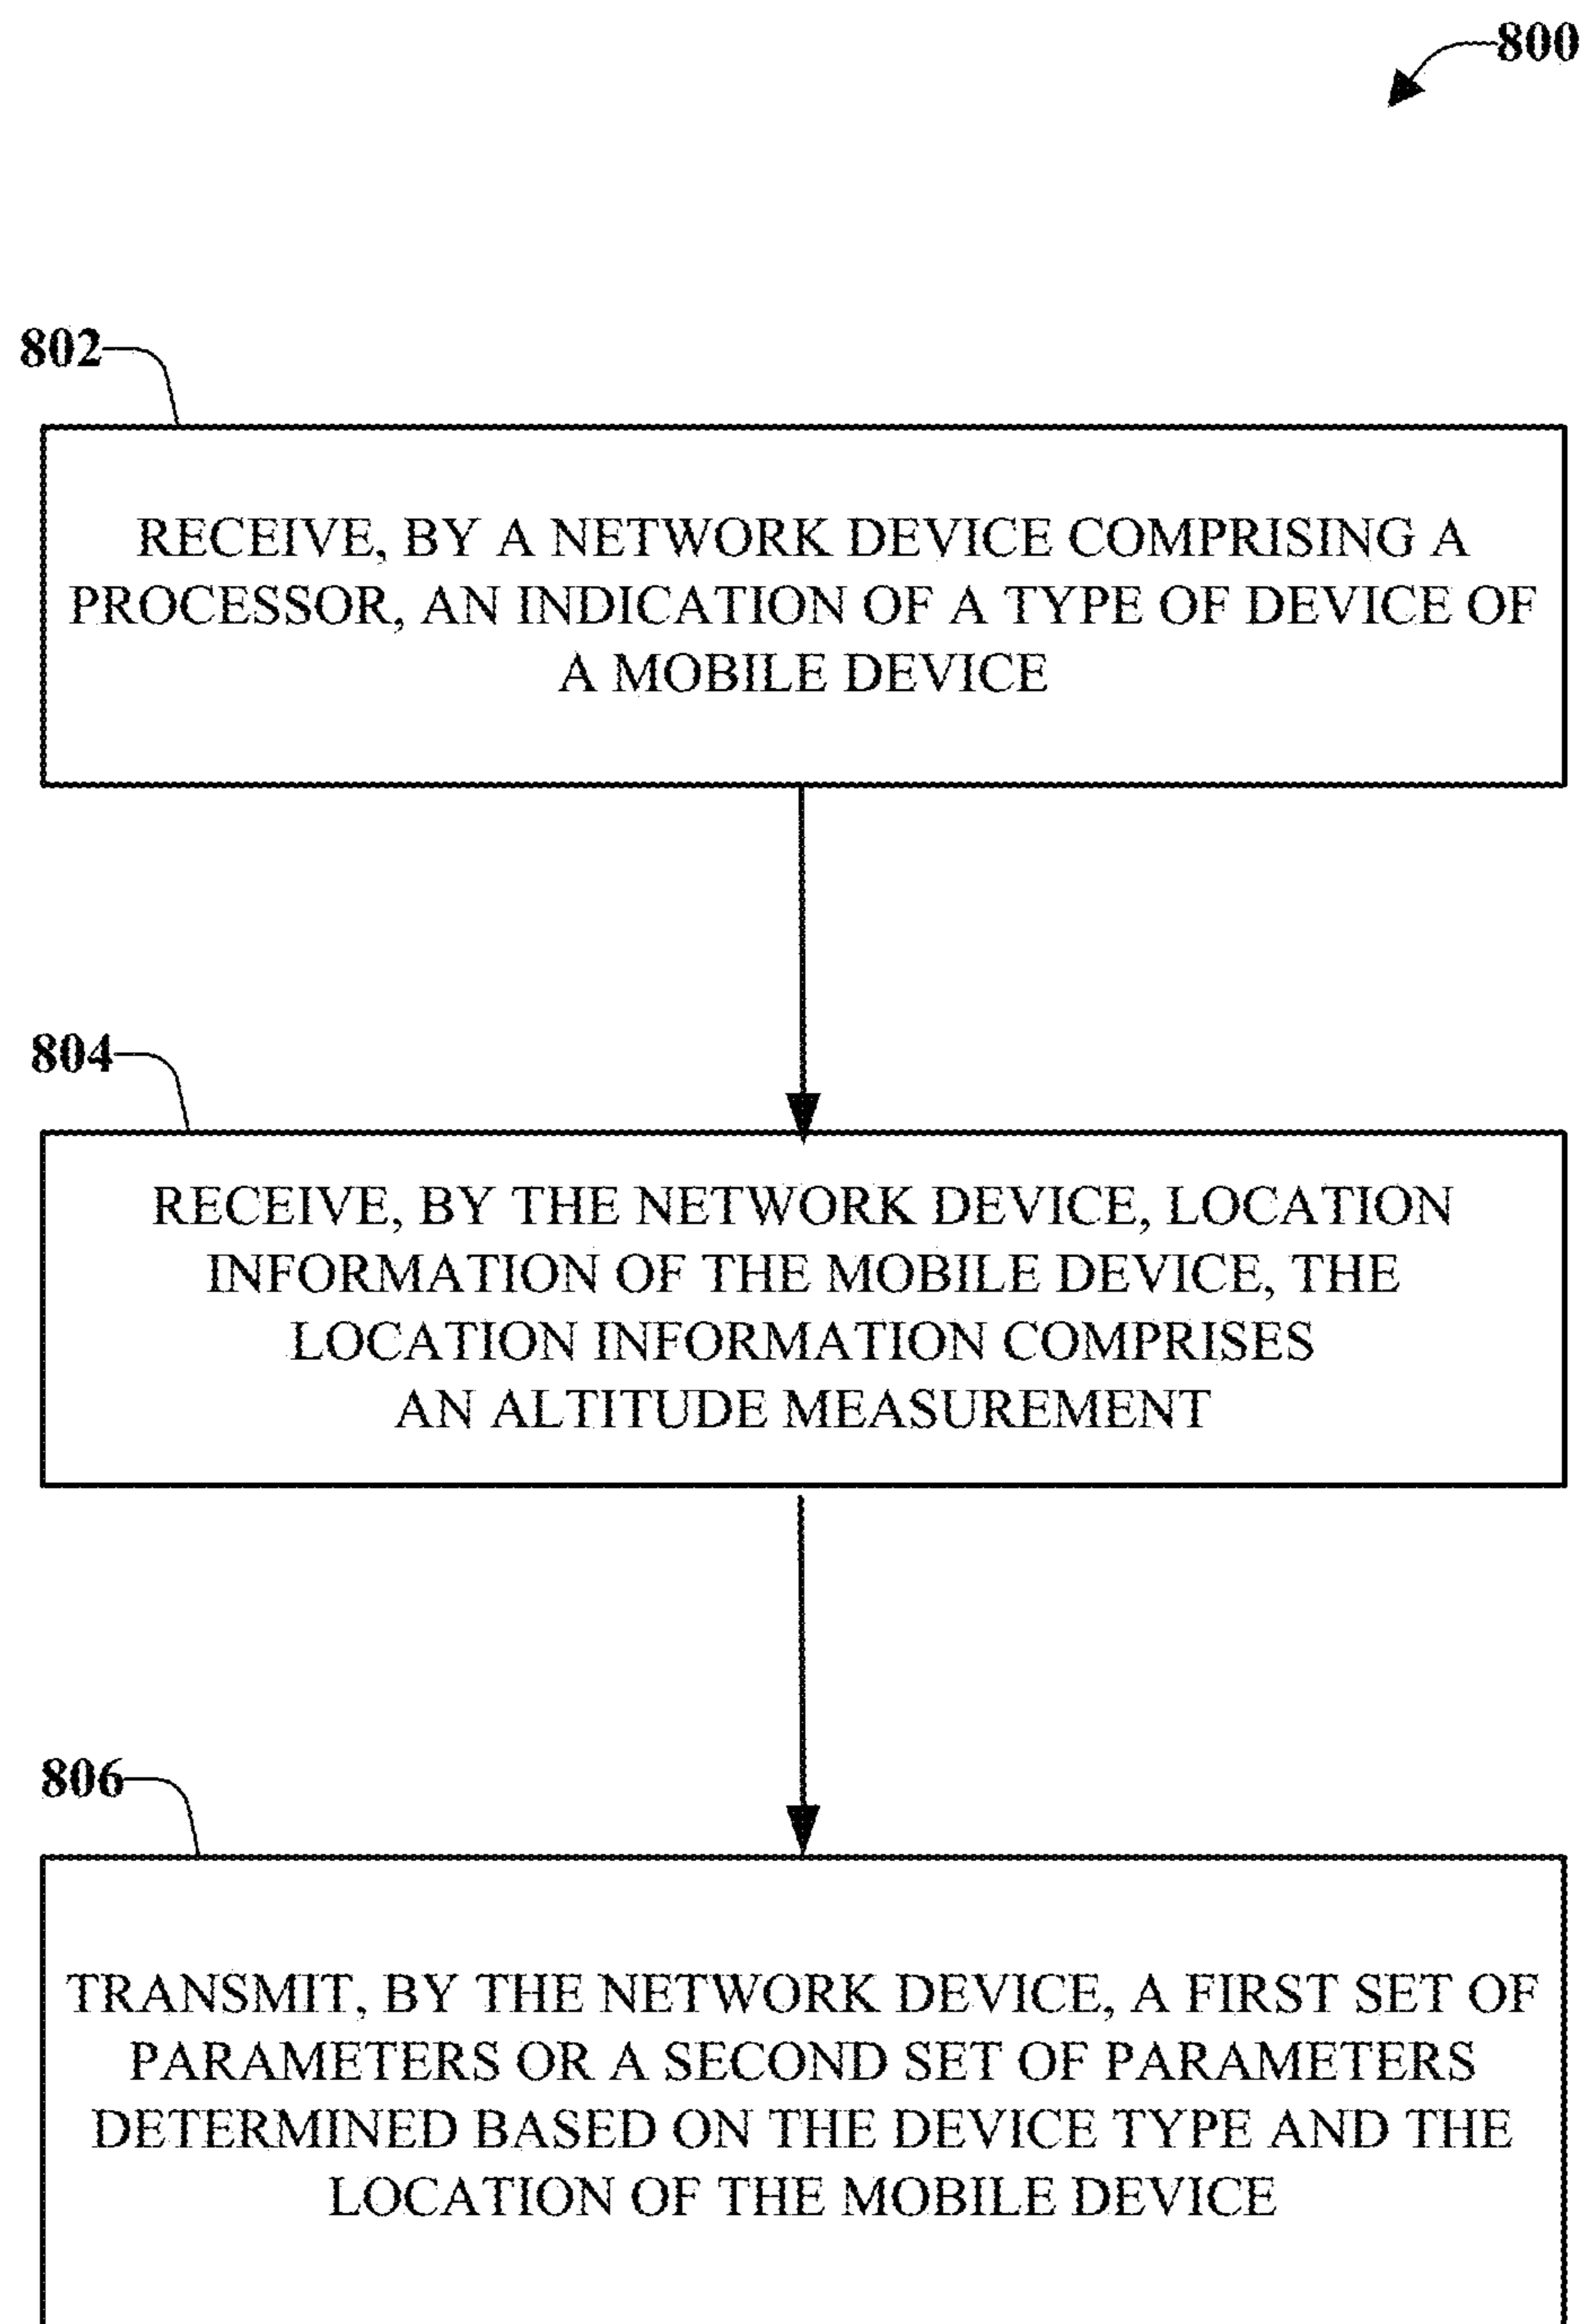 800
802
RECEIVE, BY A NETWORK DEVICE COMPRISING A
PROCESSOR, AN INDICATION OF A TYPE OF DEVICE OF
A MOBILE DEVICE
804
RECEIVE, BY THE NETWORK DEVICE, LOCATION
INFORMATION OF THE MOBILE DEVICE, THE
LOCATION INFORMATION COMPRISES
AN ALTITUDE MEASUREMENT
806
TRANSMIT, BY THE NETWORK DEVICE, A FIRST SET OF
PARAMETERS OR A SECOND SET OF PARAMETERS
DETERMINED BASED ON THE DEVICE TYPE AND THE
LOCATION OF THE MOBILE DEVICE